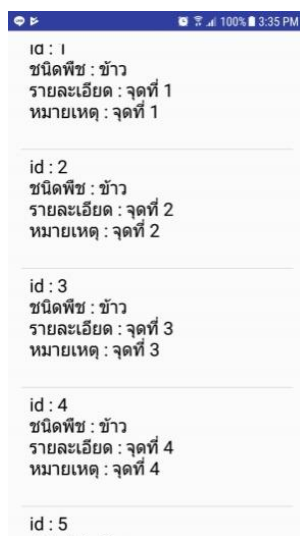 100% 3:35 PM
id : 1
ชนิดพืช : ข้าว
รายละเอียด : จุดที่ 1
หมายเหตุ : จุดที่ 1
id : 2
ชนิดพืช : ข้าว
รายละเอียด : จุดที่ 2
หมายเหตุ : จุดที่ 2
id : 3
ชนิดพืช : ข้าว
รายละเอียด : จุดที่ 3
หมายเหตุ : จุดที่ 3
id : 4
ชนิดพืช : ข้าว
รายละเอียด : จุดที่ 4
หมายเหตุ : จุดที่ 4
id : 5